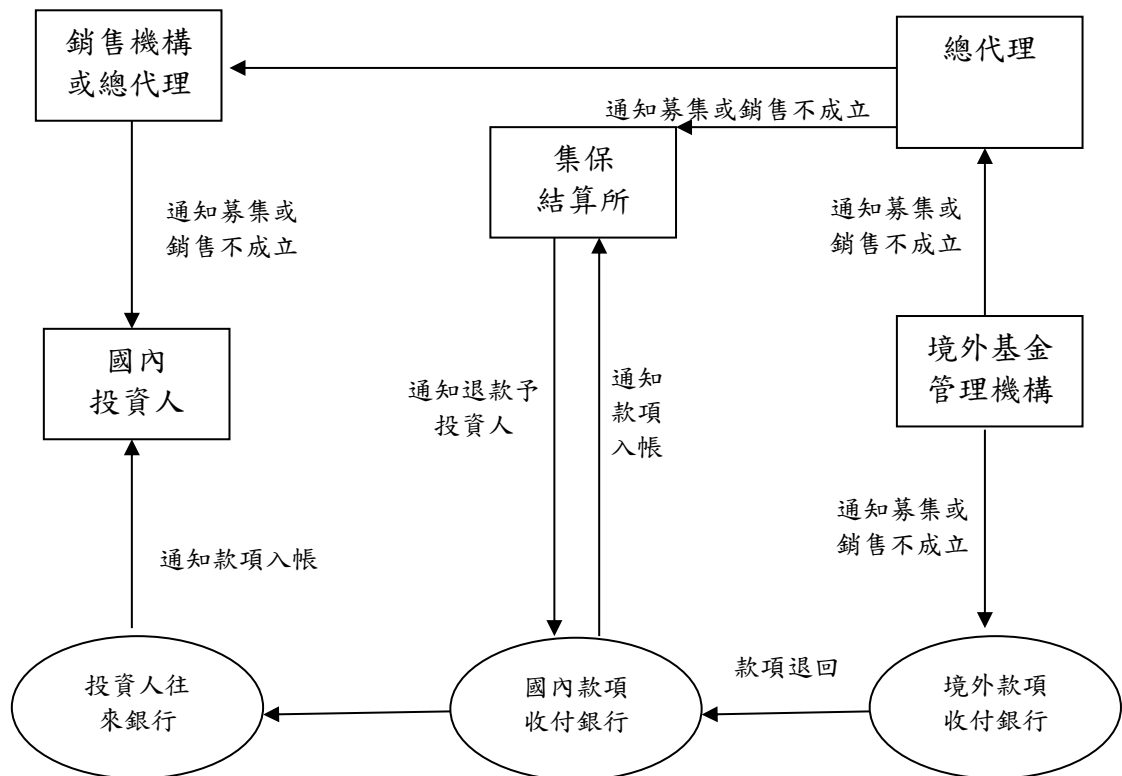 銷售機構
或總代理
總代理
通知募集或銷售不成立
集保
結算所
通知募集或
銷售不成立
通知募集或
銷售不成立
國內
投資人
境外基金
管理機構
通知退款予
投資人
通知
款項
入帳
通知募集或
銷售不成立
通知款項入帳
款項退回
投資人往
來銀行
國內款項
收付銀行
境外款項
收付銀行